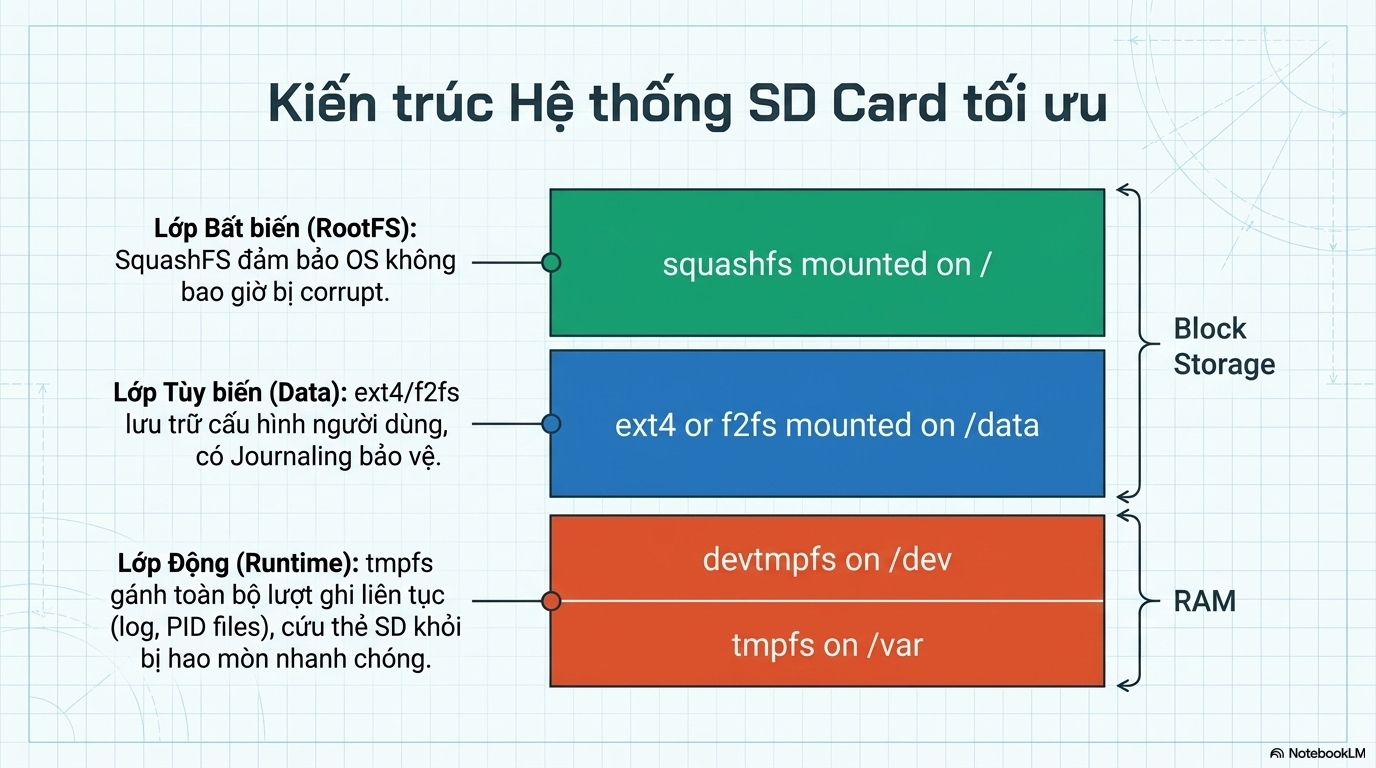 Kiến trúc Hệ thống SD Card tối ưu
Lớp Bất biến (RootFS):
SquashFS đảm bảo OS không
bao giờ bị corrupt.
squashfs mounted on /
Lớp Tùy biến (Data): ext4/f2fs
lưu trữ cấu hình người dùng,
có Journaling bảo vệ.
ext4 or f2fs mounted on /data
Block
Storage
Lớp Động (Runtime): tmpfs
gánh toàn bộ lượt ghi liên tục
(log, PID files), cứu thẻ SD khỏi
bị hao mòn nhanh chóng.
devtmpfs on /dev
tmpfs on /var
RAM
NotebookLM